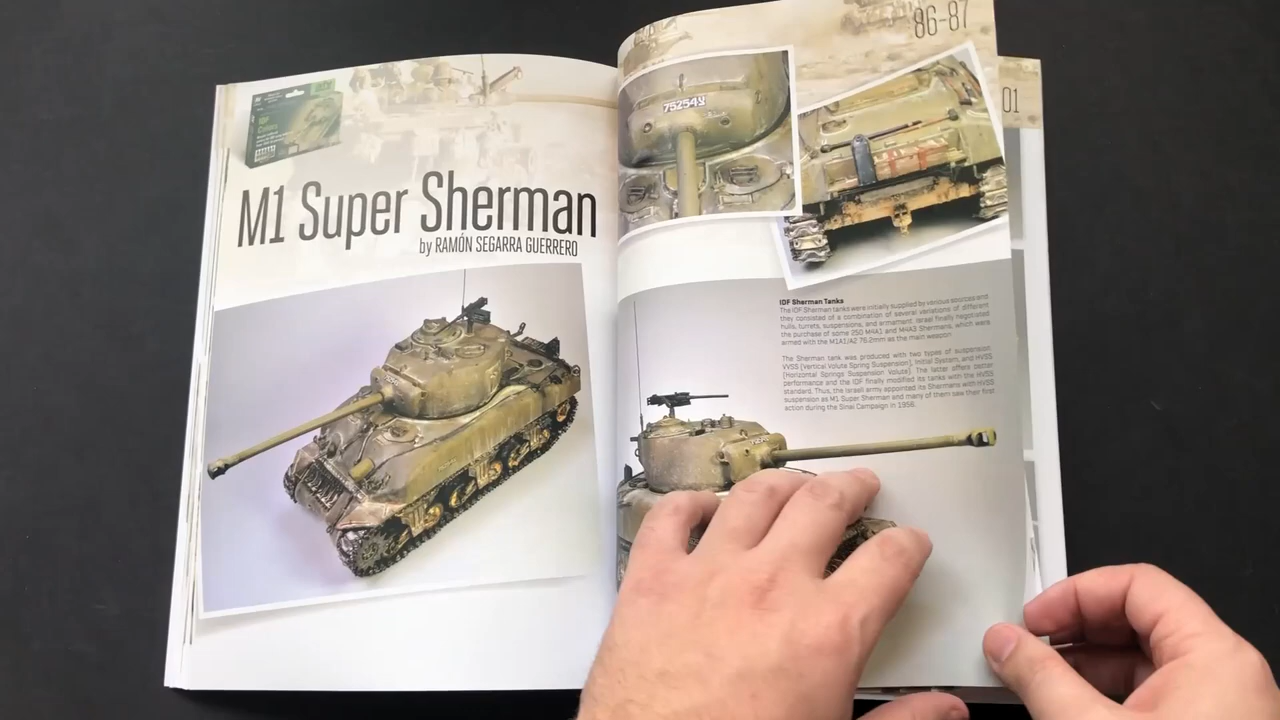 M1 Super Sherman
by RAMÓN SEGARRA GUERRERO
IDF
Colors
86-87
01
IDF Sherman Tanks
The IDF Sherman tanks were initially supplied by various sources and
they consisted of a combination of several variations of different
hulls, turrets, suspensions, and armament. Israel finally negotiated
the purchase of some 250 M4A1 and M4A3 Shermans, which were
armed with the M1A1/A2 76.2mm as the main weapon.
The Sherman tank was produced with two types of suspension:
VVSS (Vertical Volute Spring Suspension), Initial System, and HVSS
(Horizontal Springs Suspension Volute). The latter offers better
performance and the IDF finally modified its tanks with the HVSS
standard. Thus, the Israeli army appointed its Shermans with HVSS
suspension as M1 Super Sherman and many of them saw their first
action during the Sinai Campaign in 1956.